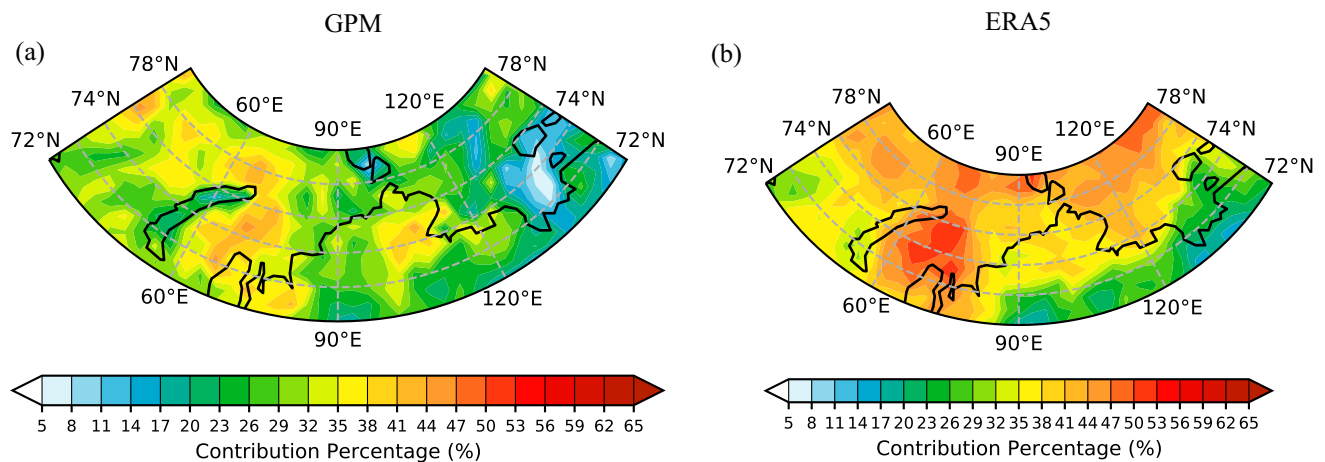 GPM
(a)
78°N
78°N
74°N
60°E
120°E
74°N
72°N
90°E
72°N
60°E
120°E
90°E
5 8 11 14 17 20 23 26 29 32 35 38 41 44 47 50 53 56 59 62 65
Contribution Percentage (%)
ERA5
(b)
78°N
78°N
74°N
60°E
120°E
74°N
72°N
90°E
72°N
60°E
120°E
90°E
5 8 11 14 17 20 23 26 29 32 35 38 41 44 47 50 53 56 59 62 65
Contribution Percentage (%)